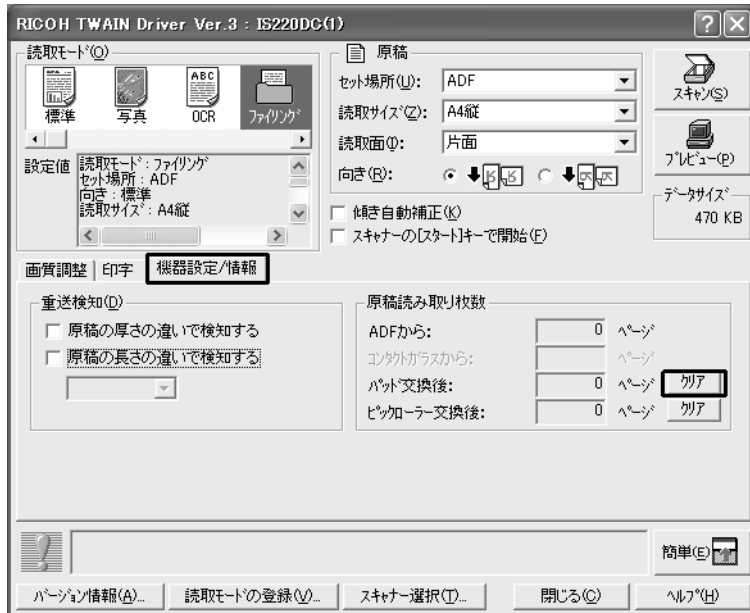 RICOH TWAIN Driver Ver.3 : IS220DC(1)
読取モード(O)
ABC
標準 写真 OCR ファイリング
設定値
読取モード: ファイリング
セット場所 : ADF
向き : 標準
読取サイズ: A4縦
原稿
セット場所(U): ADF
読取サイズ(Z): A4縦
読取面(I): 片面
向き(R):
傾き自動補正(K)
スキャナーの[スタート]キーで開始(F)
スキャン(S)
プレビュー(P)
データサイズ
470 KB
画質調整 印字 機器設定/情報
重送検知(D)
原稿の厚さの違いで検知する
原稿の長さの違いで検知する
原稿読み取り枚数
ADFから: 0 ページ
コンタクトガラスから: ページ
パッド交換後: 0 ページ クリア
ピックローラー交換後: 0 ページ クリア
簡単(E)
バージョン情報(A)... 読取モードの登録(V)... スキャナー選択(T)... 閉じる(C) ヘルプ(H)